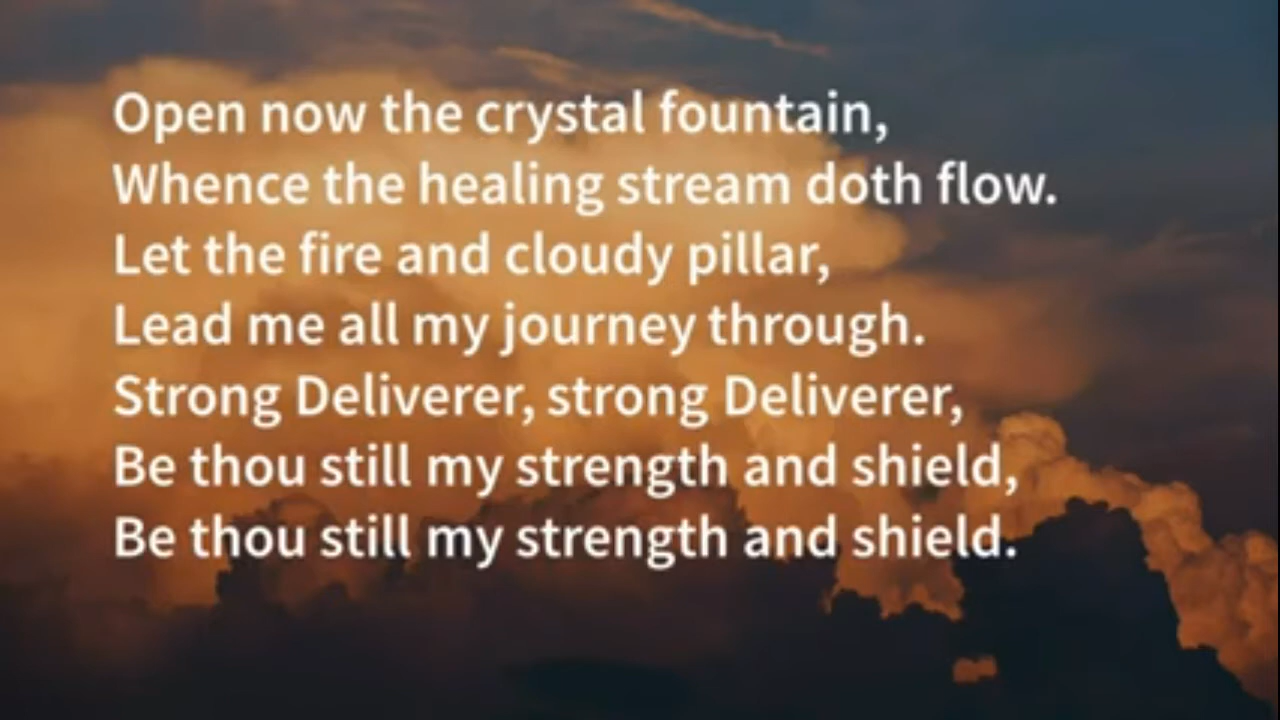 Open now the crystal fountain,
Whence the healing stream doth flow.
Let the fire and cloudy pillar,
Lead me all my journey through.
Strong Deliverer, strong Deliverer,
Be thou still my strength and shield,
Be thou still my strength and shield.